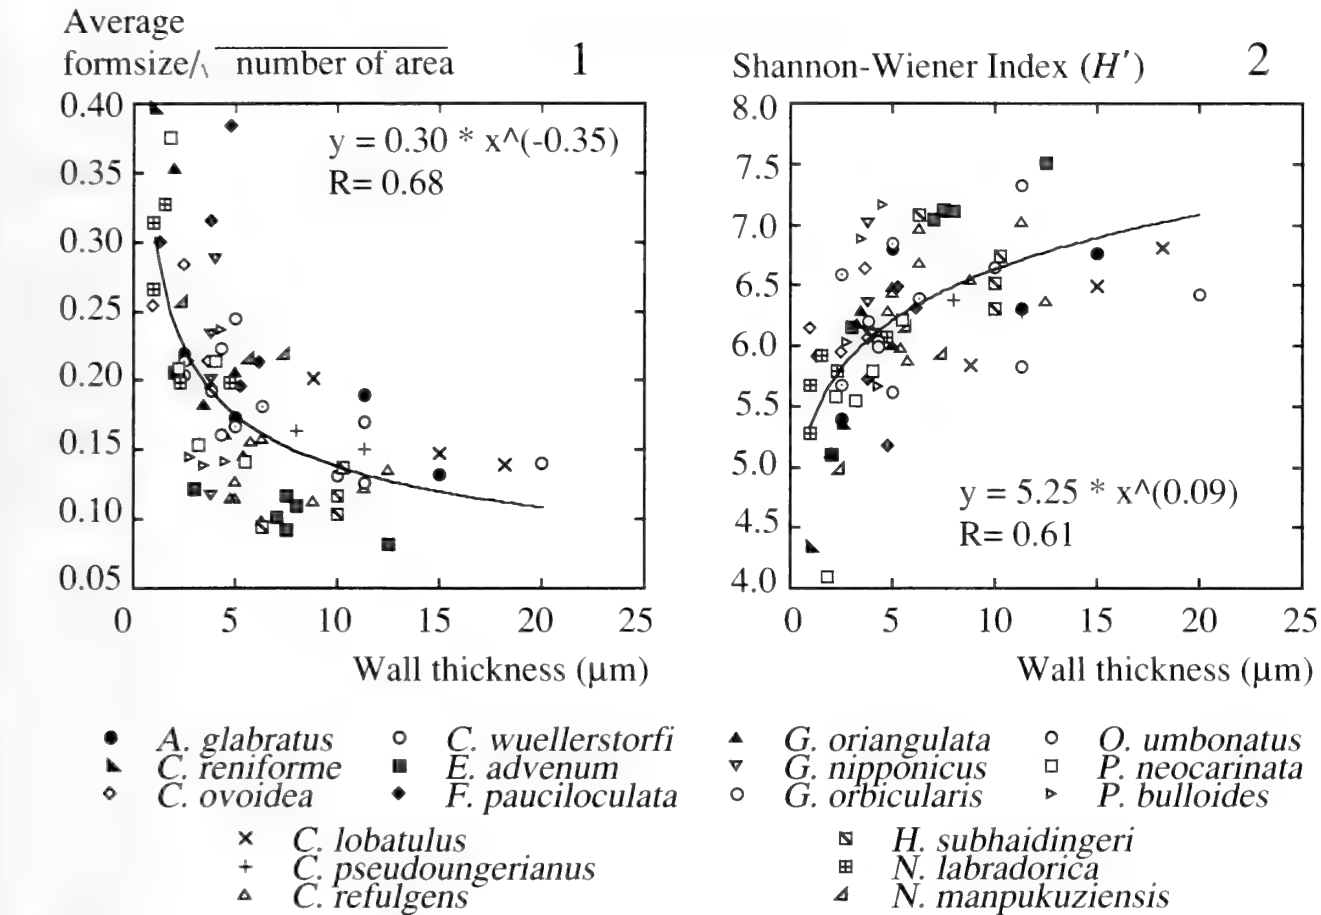 Average
formsize/√ number of area 1
0.40
0.35
0.30
0.25
0.20
0.15
0.10
0.05
0 5 10 15 20 25
y = 0.30 * x^(-0.35)
R= 0.68
Wall thickness (μm)
Shannon-Wiener Index (H′) 2
8.0
7.5
7.0
6.5
6.0
5.5
5.0
4.5
4.0
0 5 10 15 20 25
y = 5.25 * x^(0.09)
R= 0.61
Wall thickness (μm)
A. glabratus C. wuellerstorfi G. oriangulata O. umbonatus
C. reniforme E. advenum G. nipponicus P. neocarinata
C. ovoidea F. pauciloculata G. orbicularis P. bulloides
C. lobatulus H. subhaidingeri
C. pseudoungerianus N. labradorica
C. refulgens N. manpukuziensis